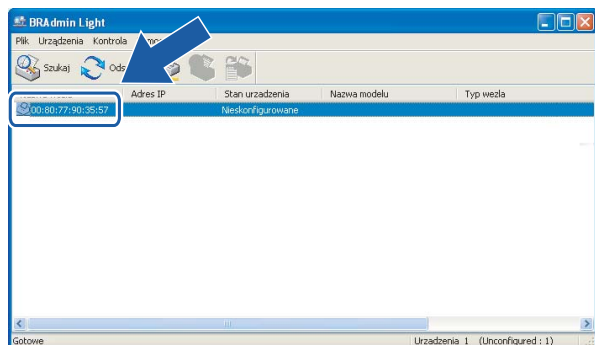 BRAdmin Light
Plik Urządzenia Kontrola
Szukaj
Adres IP Stan urzadzenia Nazwa modelu Typ wezla
00:80:77:90:35:57 Nieskonfigurowane
Gotowe Urzadzenia 1 (Unconfigured : 1)